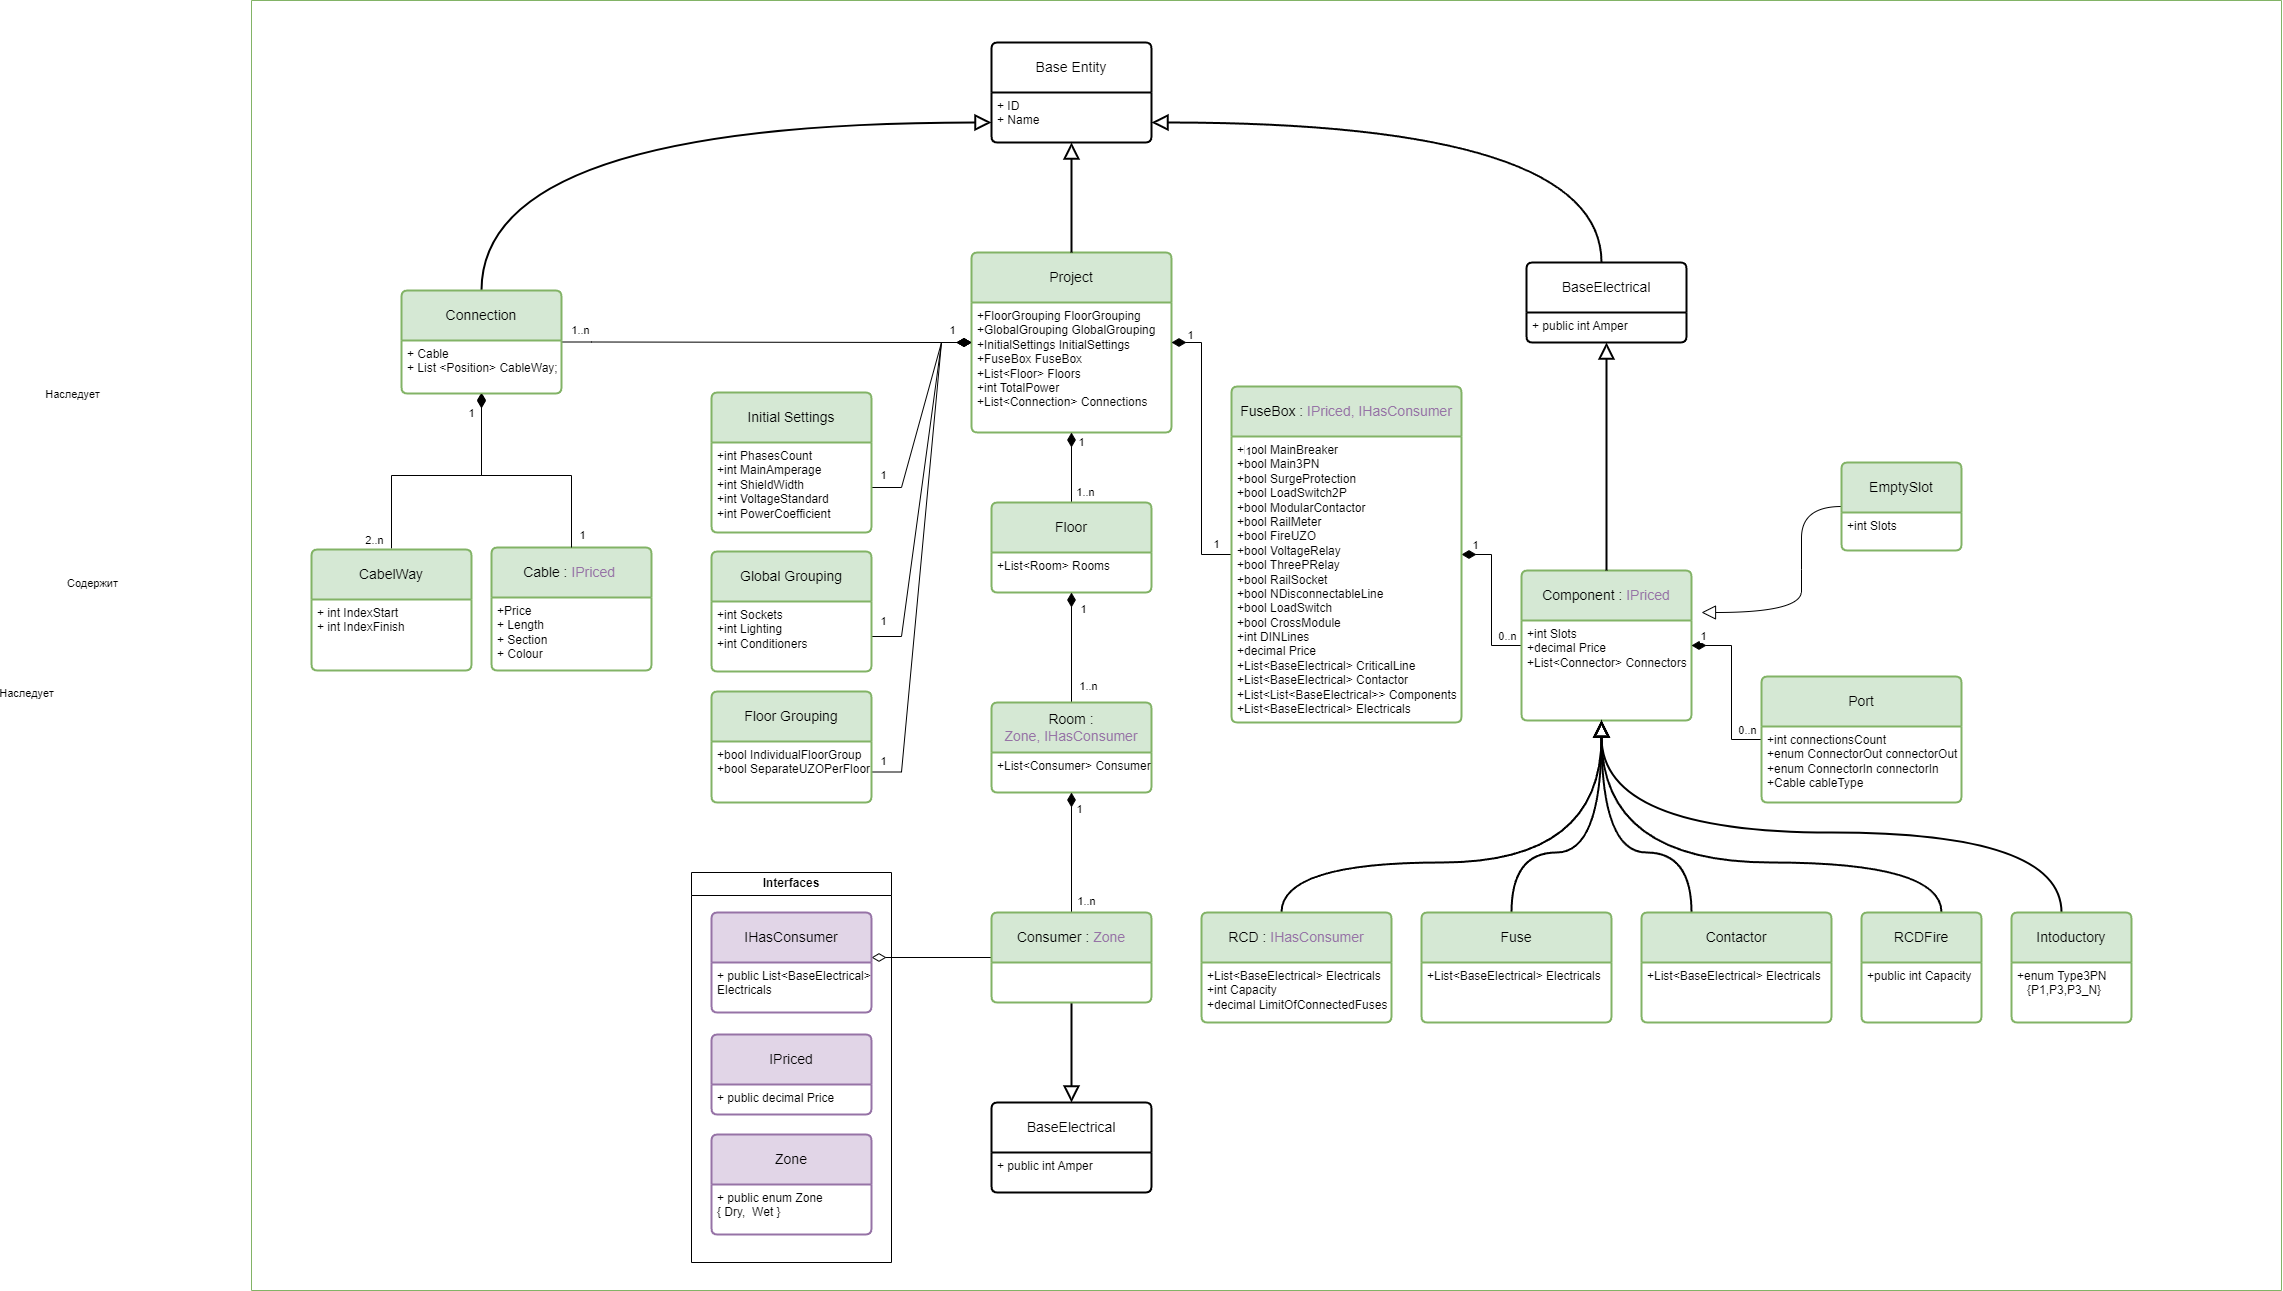 Base Entity
+ ID
+ Name
Project
+FloorGrouping FloorGrouping
+GlobalGrouping GlobalGrouping
+InitialSettings InitialSettings
+FuseBox FuseBox
+List<Floor> Floors
+int TotalPower
+List<Connection> Connections
BaseElectrical
+ public int Amper
Connection
+ Cable
+ List <Position> CableWay;
1..n
1
1
1
1
Наследует
Initial Settings
+int PhasesCount
+int MainAmperage
+int ShieldWidth
+int VoltageStandard
+int PowerCoefficient
1
FuseBox : IPriced, IHasConsumer
+bool MainBreaker
1
+bool Main3PN
+bool SurgeProtection
+bool LoadSwitch2P
+bool ModularContactor
+bool RailMeter
+bool FireUZO
+bool VoltageRelay
+bool ThreePRelay
+bool RailSocket
+bool NDisconnectableLine
+bool LoadSwitch
+bool CrossModule
+int DINLines
+decimal Price
+List<BaseElectrical> CriticalLine
+List<BaseElectrical> Contactor
+List<List<BaseElectrical>> Components
+List<BaseElectrical> Electricals
1
1
0..n
EmptySlot
+int Slots
1..n
Floor
+List<Room> Rooms
1
2..n
1
CabelWay
+ int IndexStart
+ int IndexFinish
Cable : IPriced
+Price
+ Length
+ Section
+ Colour
Содержит
Global Grouping
+int Sockets
+int Lighting
+int Conditioners
1
Component : IPriced
+int Slots
+decimal Price
+List<Connector> Connectors
1
0..n
Port
+int connectionsCount
+enum ConnectorOut connectorOut
+enum ConnectorIn connectorIn
+Cable cableType
Наследует
Floor Grouping
+bool IndividualFloorGroup
+bool SeparateUZOPerFloor
1
1..n
Room :
Zone, IHasConsumer
+List<Consumer> Consumer
1
1..n
Interfaces
IHasConsumer
+ public List<BaseElectrical>
Electricals
IPriced
+ public decimal Price
Zone
+ public enum Zone
{ Dry, Wet }
Consumer : Zone
BaseElectrical
+ public int Amper
RCD : IHasConsumer
+List<BaseElectrical> Electricals
+int Capacity
+decimal LimitOfConnectedFuses
Fuse
+List<BaseElectrical> Electricals
Contactor
+List<BaseElectrical> Electricals
RCDFire
+public int Capacity
Intoductory
+enum Type3PN
{P1,P3,P3_N}